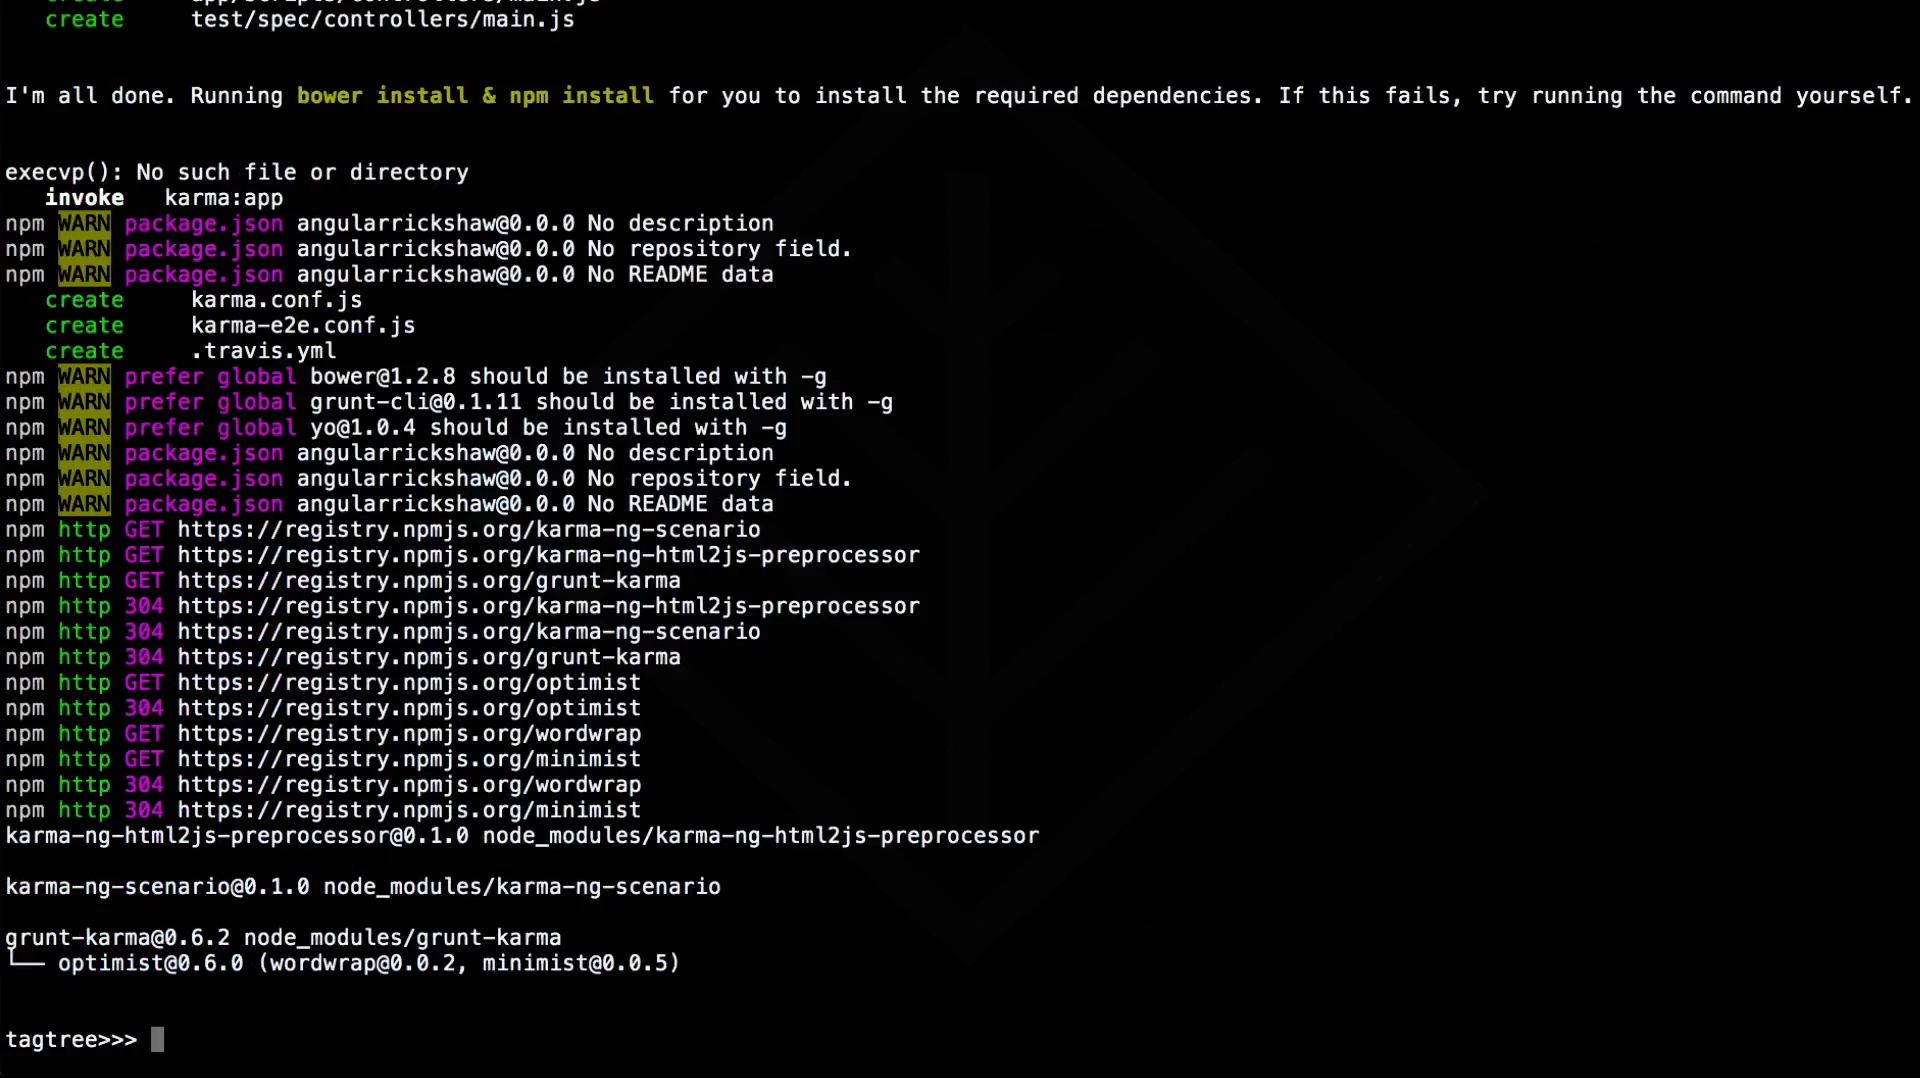 create     app/scripts/controllers/main.js
create     test/spec/controllers/main.js
I'm all done. Running bower install & npm install for you to install the required dependencies. If this fails, try running the command yourself.
execvp(): No such file or directory
invoke   karma:app
npm WARN package.json angularrickshaw@0.0.0 No description
npm WARN package.json angularrickshaw@0.0.0 No repository field.
npm WARN package.json angularrickshaw@0.0.0 No README data
create     karma.conf.js
create     karma-e2e.conf.js
create     .travis.yml
npm WARN prefer global bower@1.2.8 should be installed with -g
npm WARN prefer global grunt-cli@0.1.11 should be installed with -g
npm WARN prefer global yo@1.0.4 should be installed with -g
npm WARN package.json angularrickshaw@0.0.0 No description
npm WARN package.json angularrickshaw@0.0.0 No repository field.
npm WARN package.json angularrickshaw@0.0.0 No README data
npm http GET https://registry.npmjs.org/karma-ng-scenario
npm http GET https://registry.npmjs.org/karma-ng-html2js-preprocessor
npm http GET https://registry.npmjs.org/grunt-karma
npm http 304 https://registry.npmjs.org/karma-ng-html2js-preprocessor
npm http 304 https://registry.npmjs.org/karma-ng-scenario
npm http 304 https://registry.npmjs.org/grunt-karma
npm http GET https://registry.npmjs.org/optimist
npm http 304 https://registry.npmjs.org/optimist
npm http GET https://registry.npmjs.org/wordwrap
npm http GET https://registry.npmjs.org/minimist
npm http 304 https://registry.npmjs.org/wordwrap
npm http 304 https://registry.npmjs.org/minimist
karma-ng-html2js-preprocessor@0.1.0 node_modules/karma-ng-html2js-preprocessor
karma-ng-scenario@0.1.0 node_modules/karma-ng-scenario
grunt-karma@0.6.2 node_modules/grunt-karma
└── optimist@0.6.0 (wordwrap@0.0.2, minimist@0.0.5)
tagtree>>>